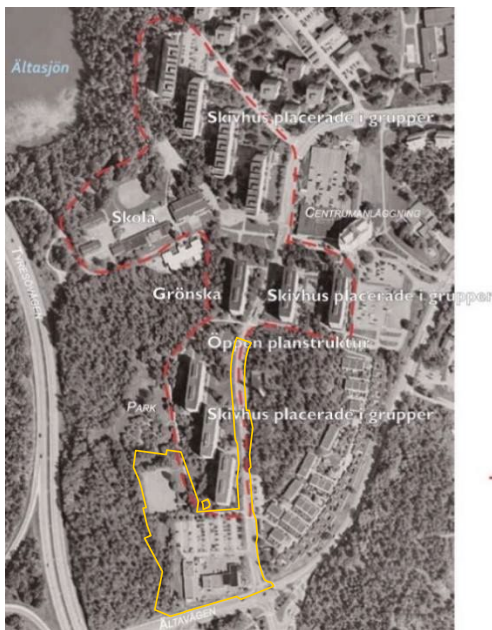 Ältasjön
Skivhus placerade i grupper
CENTRUMANLÄGGNING
Skola
TYRESÖVÄGEN
Grönska
Skivhus placerade i grupper
Öppen planstruktur
PARK
Skivhus placerade i grupper
ÄLTAVÄGEN